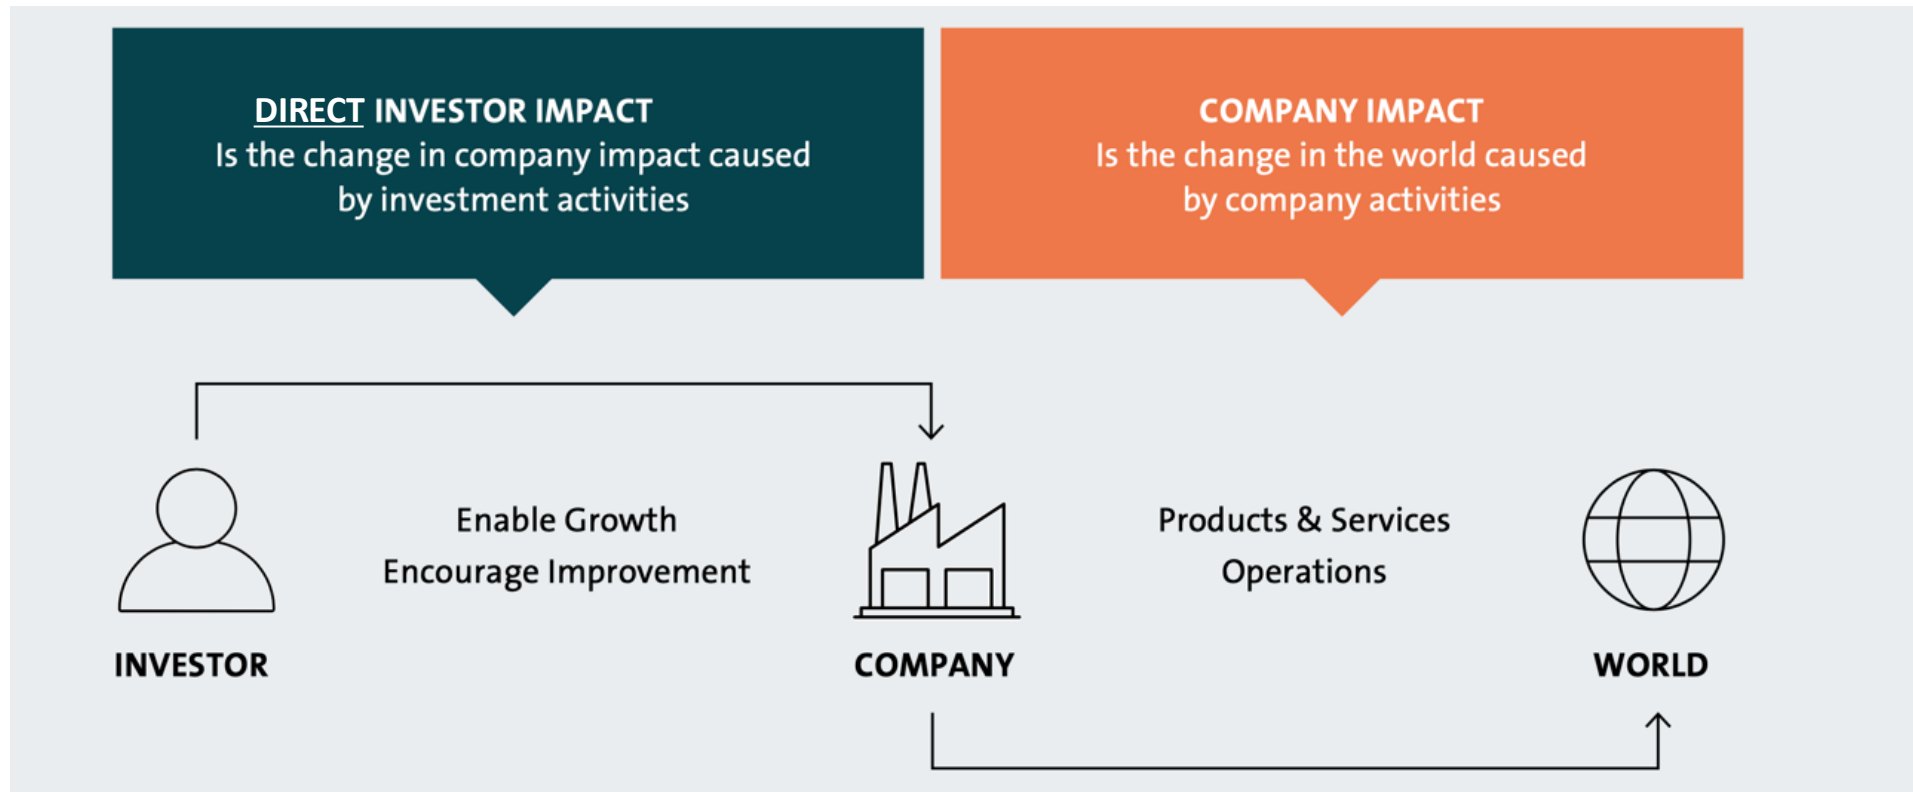 DIRECT INVESTOR IMPACT
Is the change in company impact caused
by investment activities
COMPANY IMPACT
Is the change in the world caused
by company activities
Enable Growth
Encourage Improvement
Products & Services
Operations
INVESTOR
COMPANY
WORLD